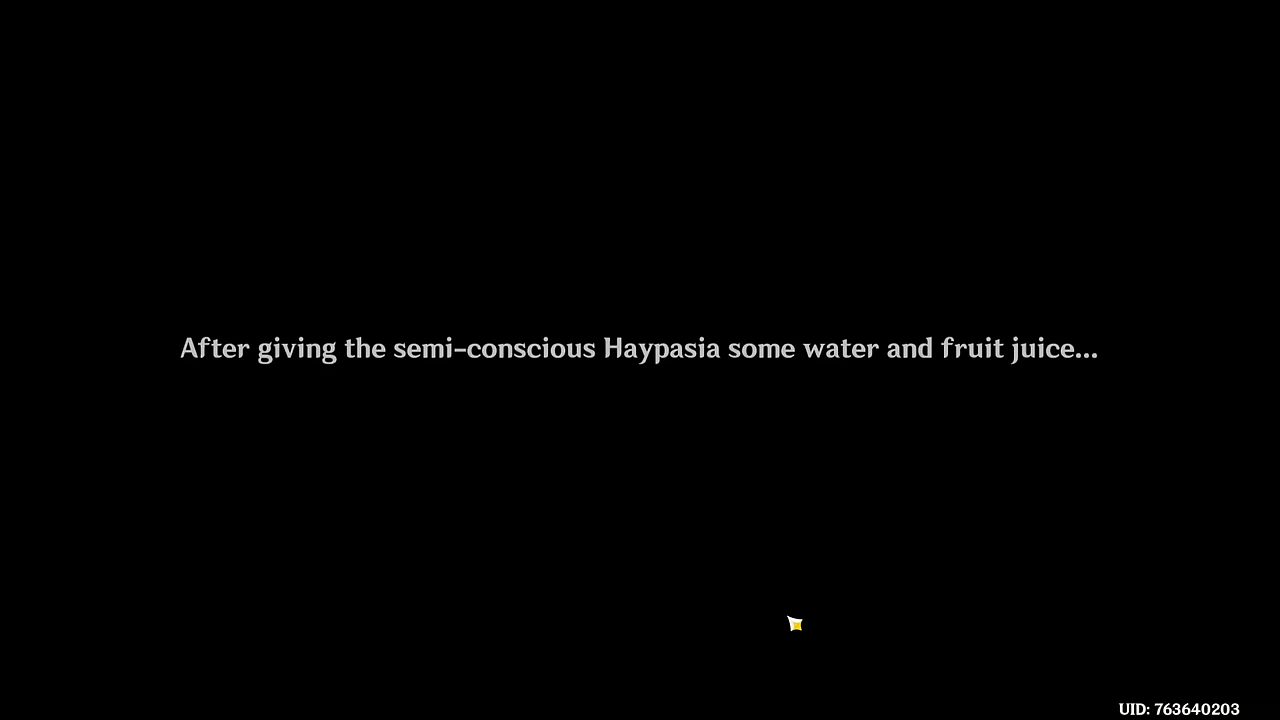 After giving the semi-conscious Haypasia some water and fruit juice...
UID: 763640203